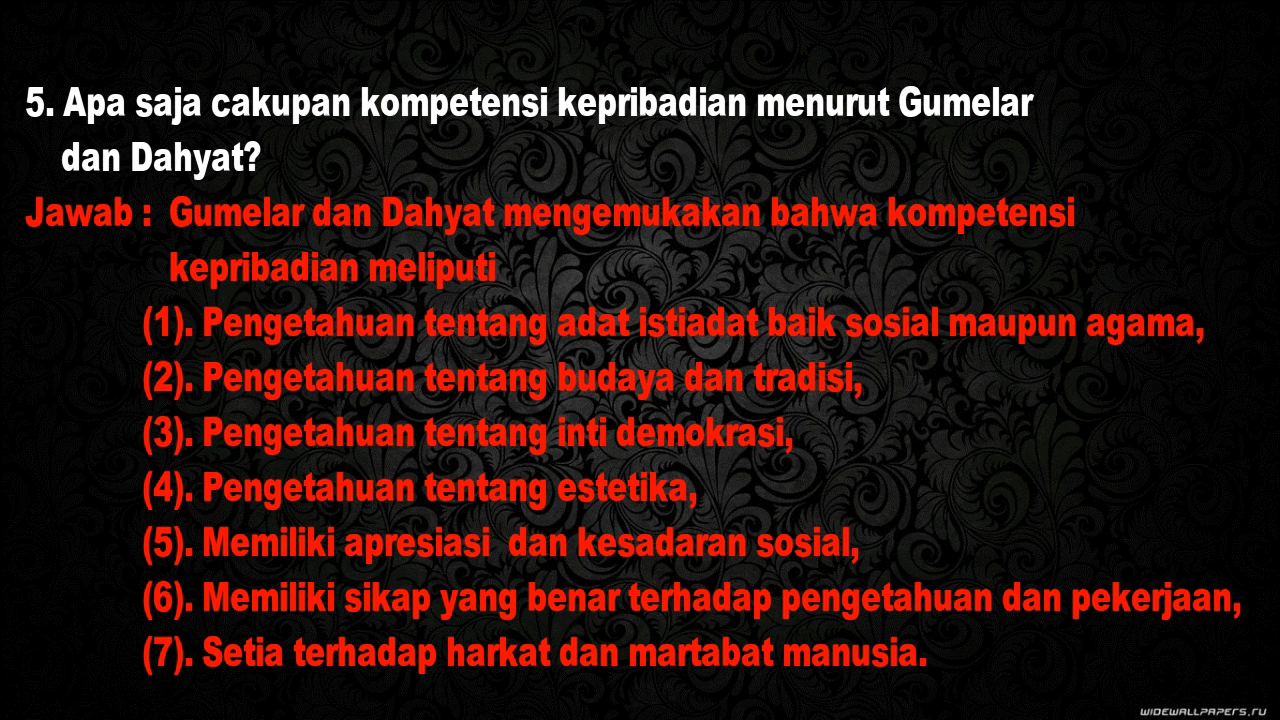 5. Apa saja cakupan kompetensi kepribadian menurut Gumelar
dan Dahyat?
Jawab : Gumelar dan Dahyat mengemukakan bahwa kompetensi
kepribadian meliputi
(1). Pengetahuan tentang adat istiadat baik sosial maupun agama,
(2). Pengetahuan tentang budaya dan tradisi,
(3). Pengetahuan tentang inti demokrasi,
(4). Pengetahuan tentang estetika,
(5). Memiliki apresiasi dan kesadaran sosial,
(6). Memiliki sikap yang benar terhadap pengetahuan dan pekerjaan,
(7). Setia terhadap harkat dan martabat manusia.
WIDEWALLPAPERS.RU